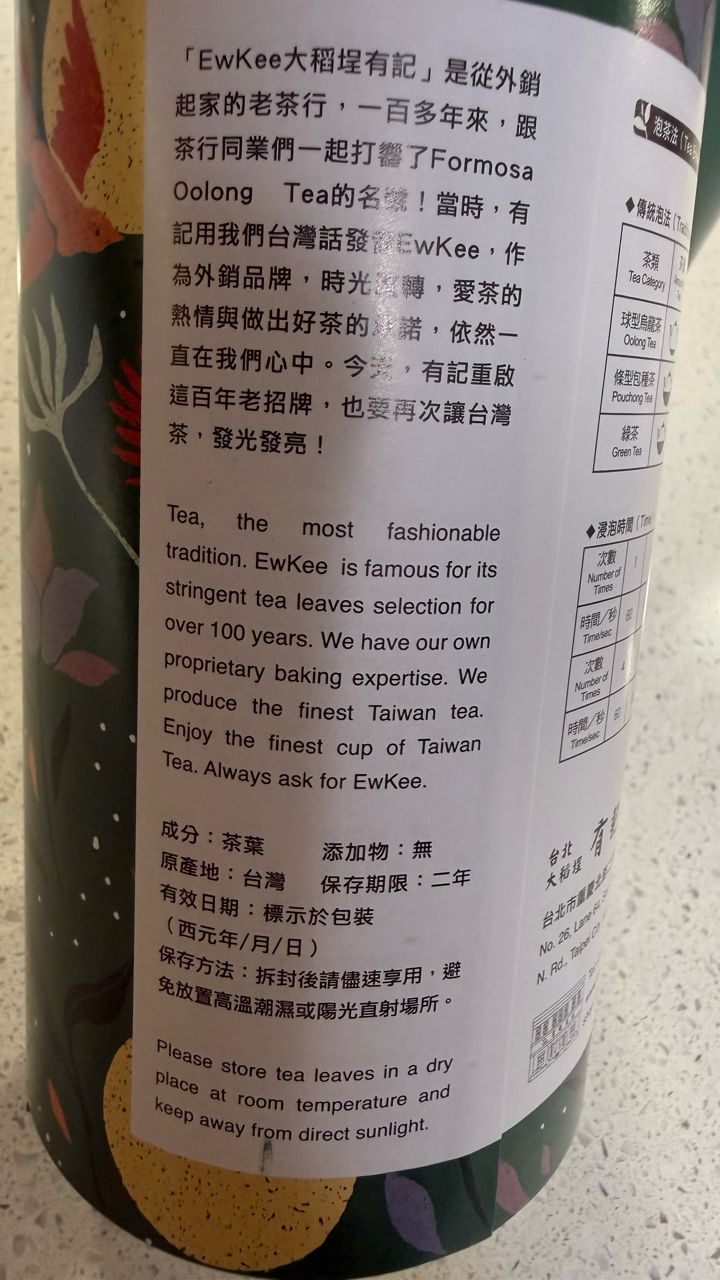 「EwKee大稻埕有記」是從外銷
起家的老茶行，一百多年來，跟
茶行同業們一起打響了Formosa
Oolong Tea的名號！當時，有
記用我們台灣話發音EwKee，作
為外銷品牌，時光流轉，愛茶的
熱情與做出好茶的承諾，依然一
直在我們心中。今天，有記重啟
這百年老招牌，也要再次讓台灣
茶，發光發亮！
Tea, the most fashionable
tradition. EwKee is famous for its
stringent tea leaves selection for
over 100 years. We have our own
proprietary baking expertise. We
produce the finest Taiwan tea.
Enjoy the finest cup of Taiwan
Tea. Always ask for EwKee.
成分：茶葉 添加物：無
原產地：台灣 保存期限：二年
有效日期：標示於包裝
（西元年/月/日）
保存方法：拆封後請儘速享用，避
免放置高溫潮濕或陽光直射場所。
Please store tea leaves in a dry
place at room temperature and
keep away from direct sunlight.
泡茶法（Tea
◆傳統泡法（
茶類
Tea Category
球型烏龍茶
Oolong Tea
條型包種茶
Pouchong Tea
綠茶
Green Tea
◆浸泡時間（Time
次數 1
Number of
Times
時間／秒 60
Time/sec
次數 4
Number of
Times
時間／秒 60
Time/sec
台北 有
大稻埕
台北市重慶北
No. 26, Lane 64,
N. Rd., Taipei